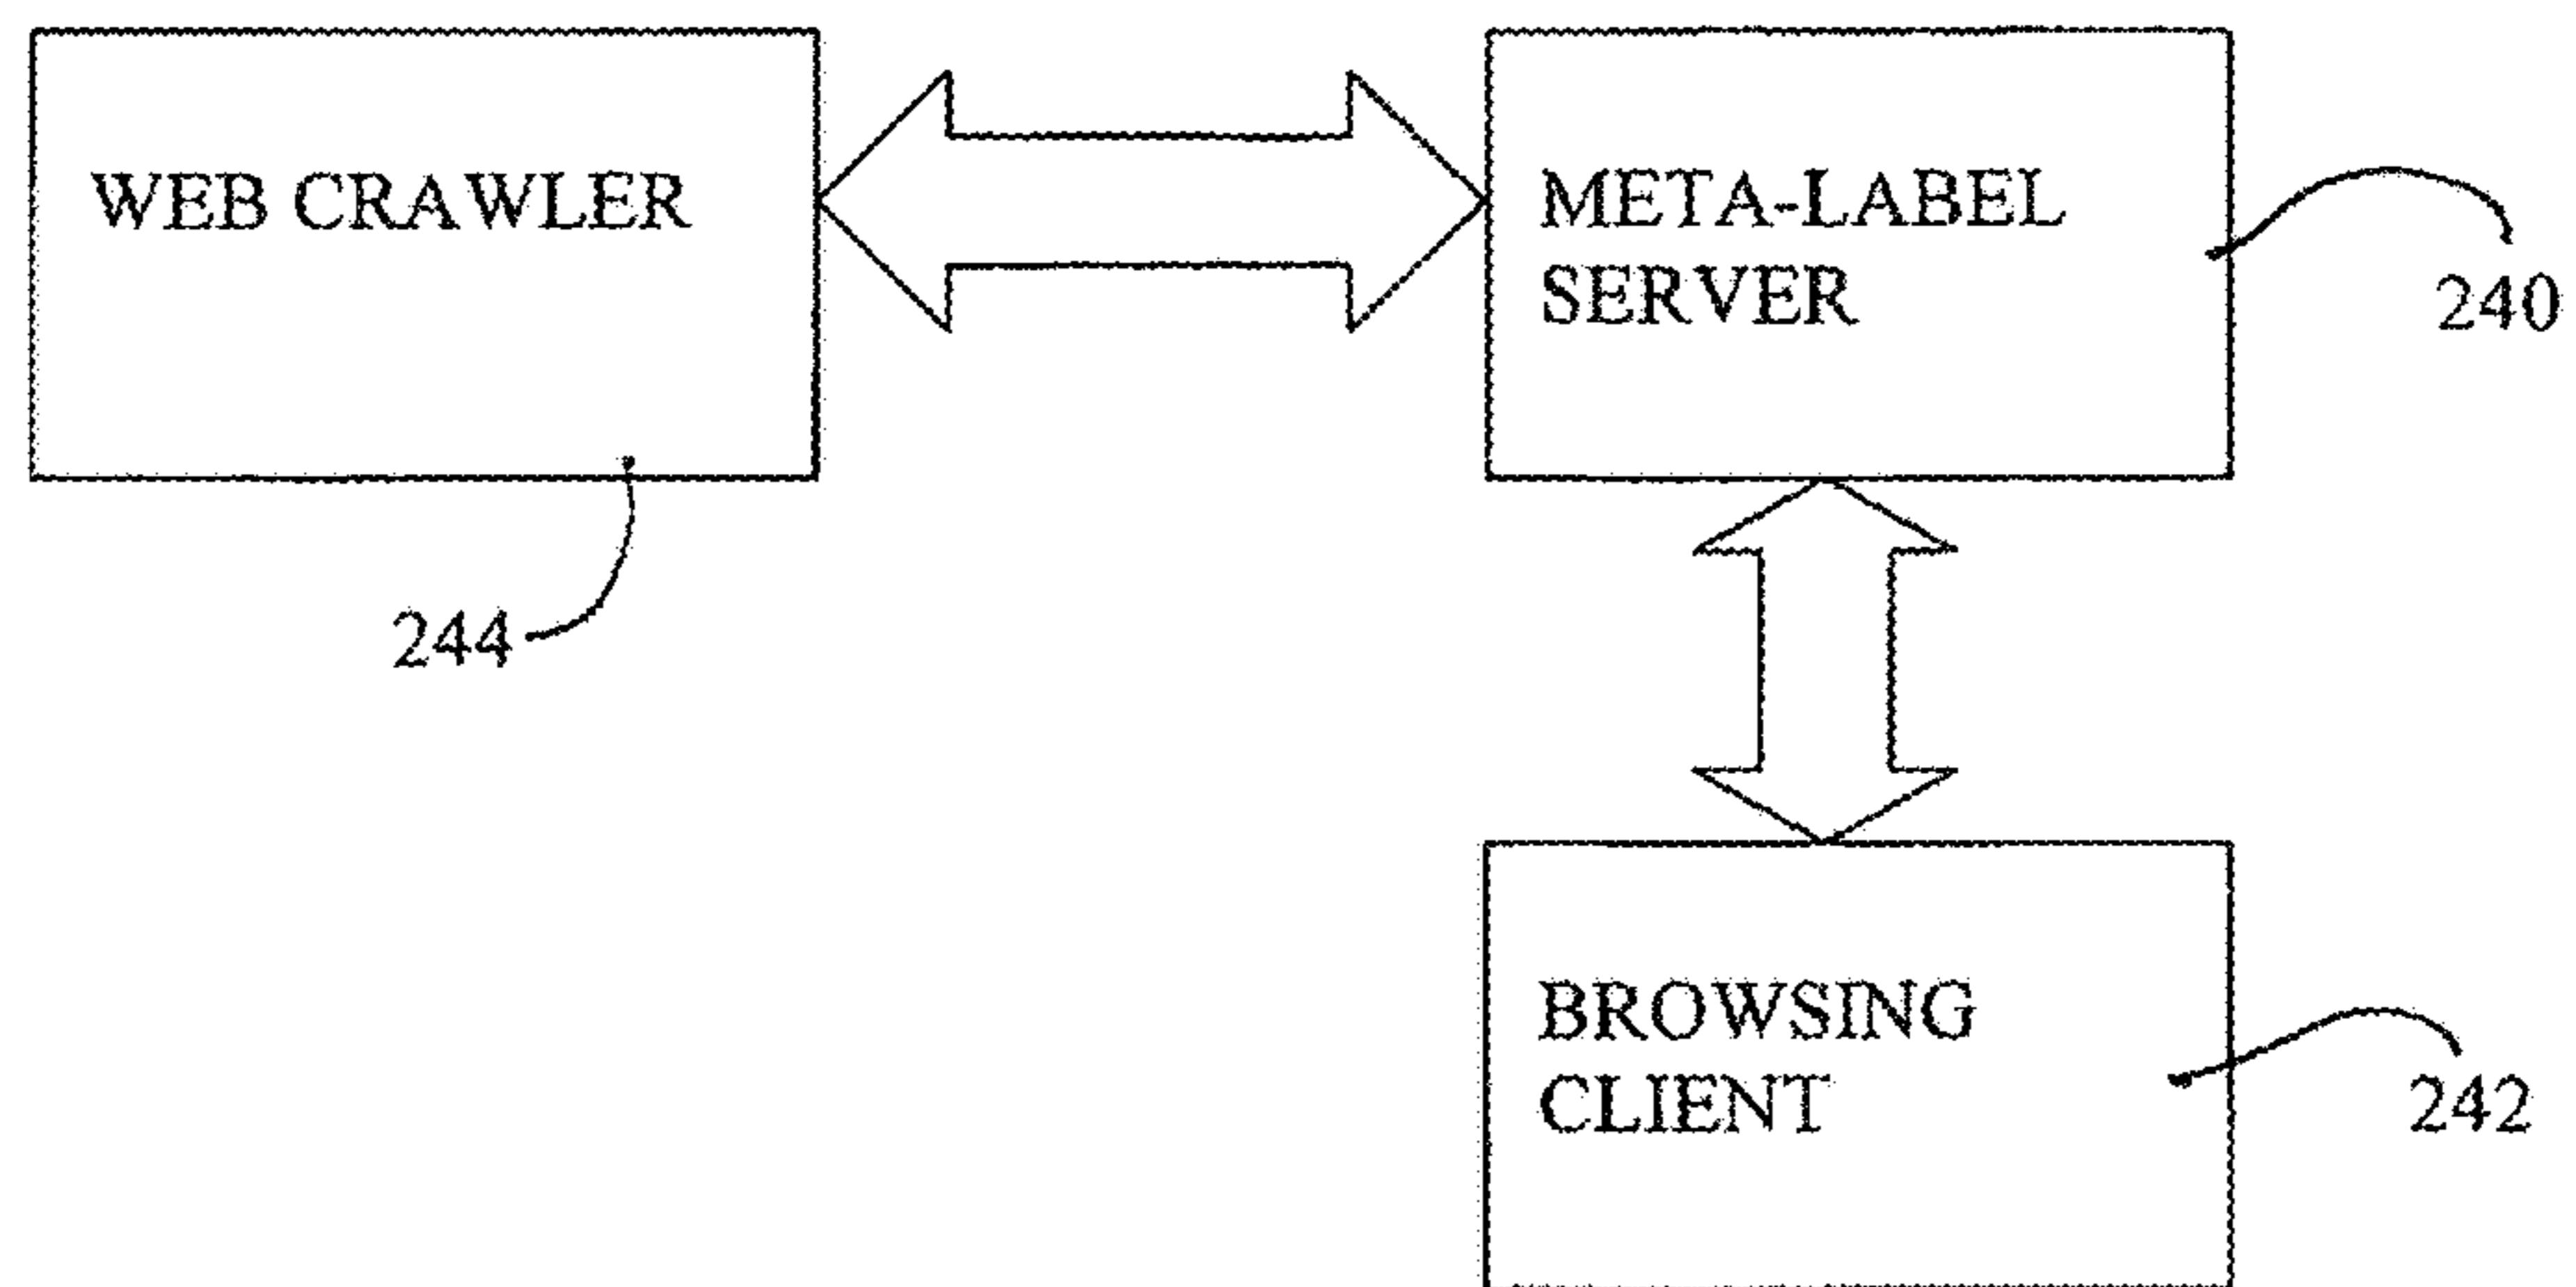 WEB CRAWLER
META-LABEL
SERVER
240
244
BROWSING
CLIENT
242